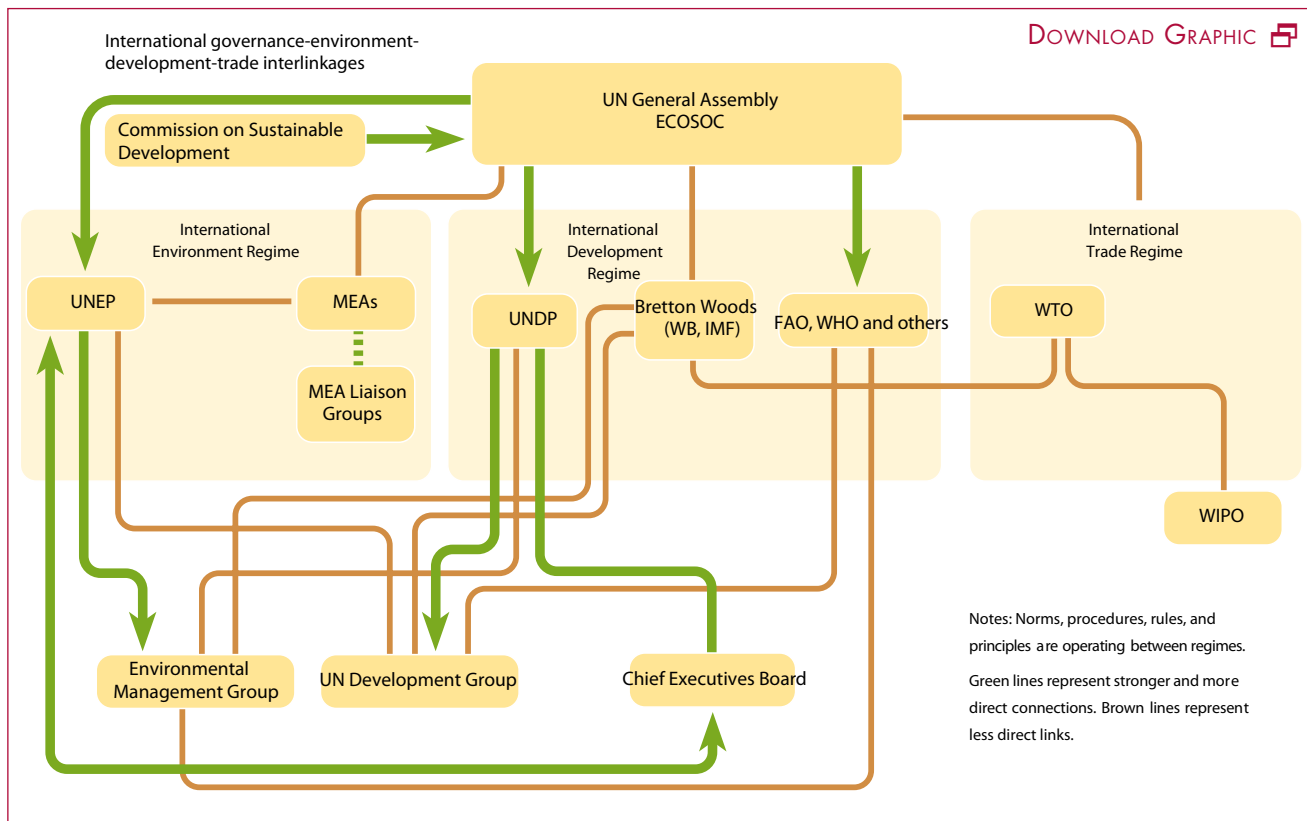 DOWNLOAD GRAPHIC
International governance-environment-
development-trade interlinkages
UN General Assembly
ECOSOC
Commission on Sustainable
Development
International
Environment Regime
International
Development
Regime
International
Trade Regime
UNEP
MEAs
UNDP
Bretton Woods
(WB, IMF)
FAO, WHO and others
WTO
MEA Liaison
Groups
WIPO
Environmental
Management Group
UN Development Group
Chief Executives Board
Notes: Norms, procedures, rules, and
principles are operating between regimes.
Green lines represent stronger and more
direct connections. Brown lines represent
less direct links.